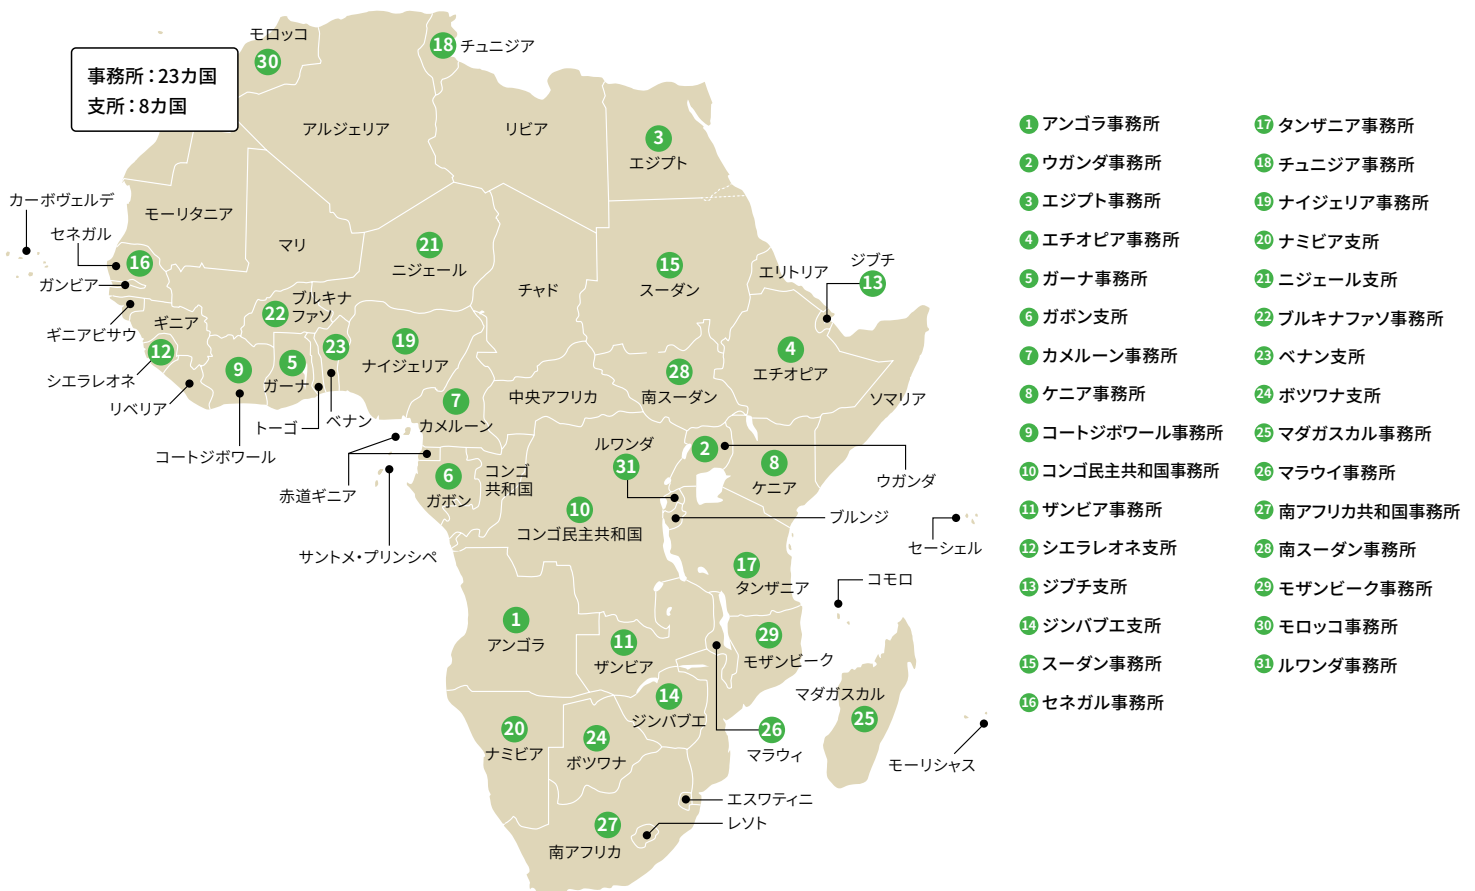 事務所：23カ国
支所：8カ国
モロッコ
30
18 チュニジア
アルジェリア
リビア
3
エジプト
カーボヴェルデ
モーリタニア
セネガル
16
マリ
21
ニジェール
チャド
15
スーダン
エリトリア
ジブチ
13
ガンビア
ギニアビサウ
ギニア
22
ブルキナ
ファソ
12
シエラレオネ
リベリア
9
コートジボワール
5
ガーナ
23
トーゴ
ベナン
19
ナイジェリア
7
カメルーン
中央アフリカ
28
南スーダン
4
エチオピア
ソマリア
赤道ギニア
サントメ・プリンシペ
6
ガボン
コンゴ
共和国
ルワンダ
31
2
ウガンダ
8
ケニア
10
コンゴ民主共和国
ブルンジ
セーシェル
17
タンザニア
コモロ
1
アンゴラ
11
ザンビア
29
モザンビーク
14
ジンバブエ
マダガスカル
25
20
ナミビア
24
ボツワナ
26
マラウィ
モーリシャス
エスワティニ
レソト
27
南アフリカ
1 アンゴラ事務所
2 ウガンダ事務所
3 エジプト事務所
4 エチオピア事務所
5 ガーナ事務所
6 ガボン支所
7 カメルーン事務所
8 ケニア事務所
9 コートジボワール事務所
10 コンゴ民主共和国事務所
11 ザンビア事務所
12 シエラレオネ支所
13 ジブチ支所
14 ジンバブエ支所
15 スーダン事務所
16 セネガル事務所
17 タンザニア事務所
18 チュニジア事務所
19 ナイジェリア事務所
20 ナミビア支所
21 ニジェール支所
22 ブルキナファソ事務所
23 ベナン支所
24 ボツワナ支所
25 マダガスカル事務所
26 マラウイ事務所
27 南アフリカ共和国事務所
28 南スーダン事務所
29 モザンビーク事務所
30 モロッコ事務所
31 ルワンダ事務所